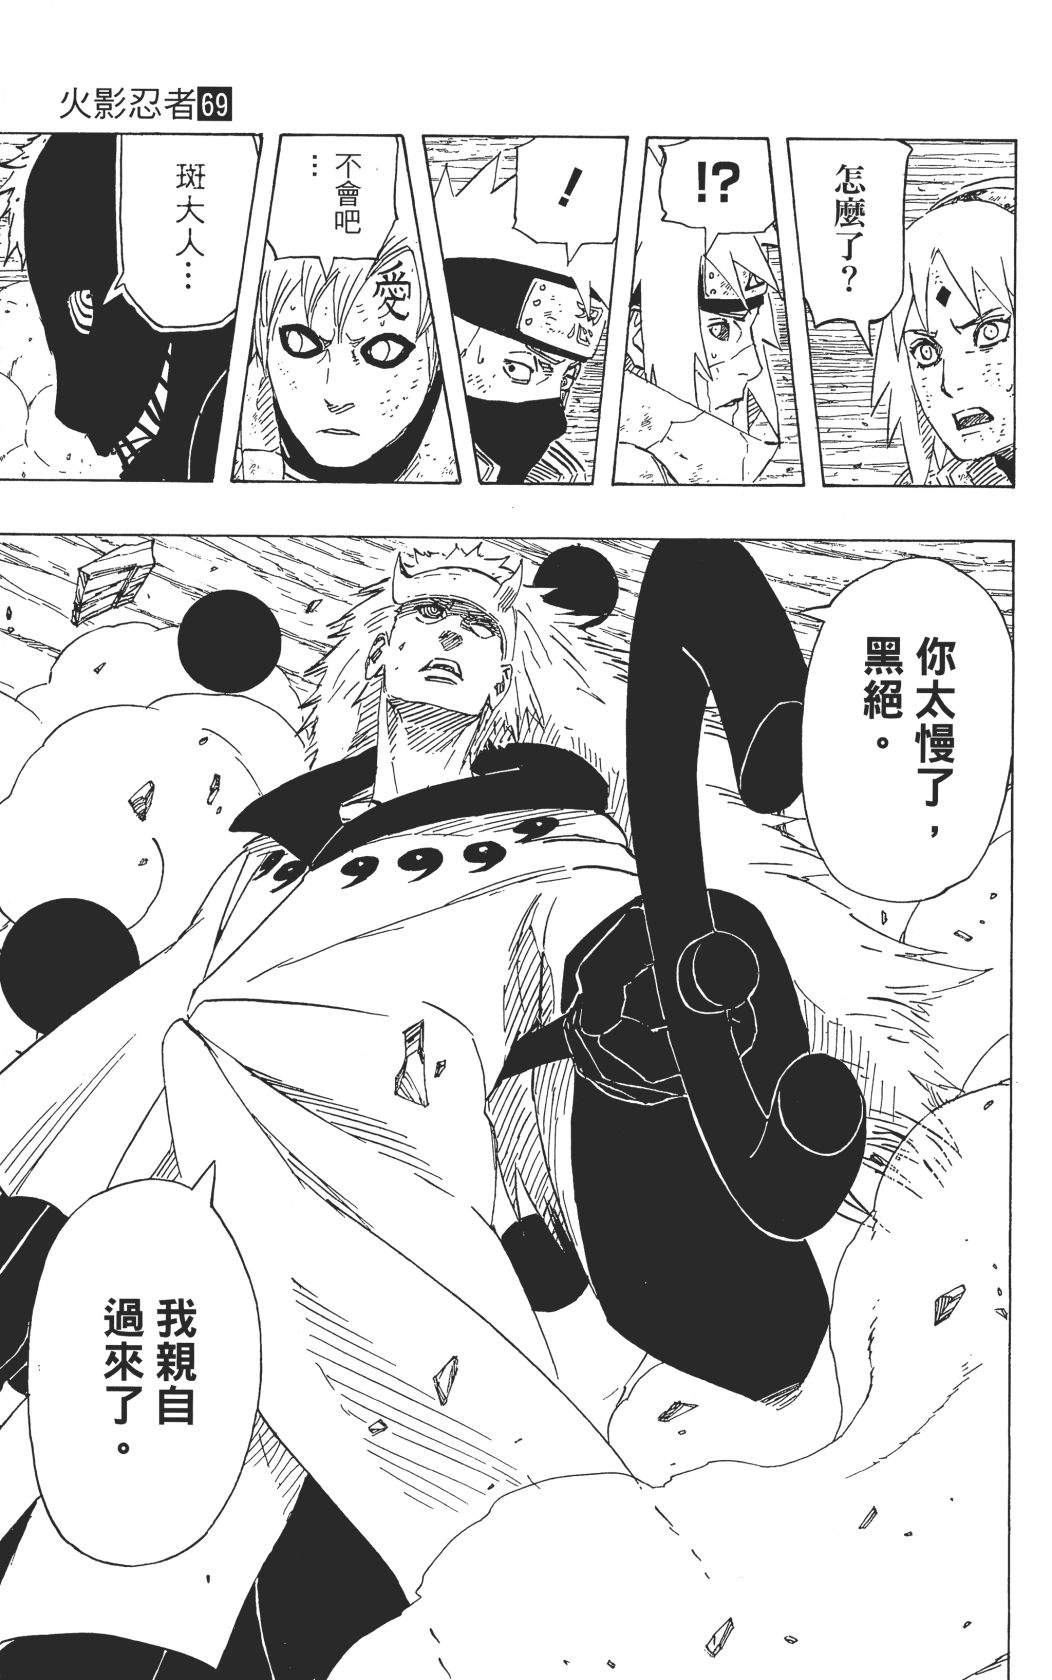 火影忍者69
怎麼了?
!?
!
不會吧
…
愛
斑大人…
你太慢了，
黑絕。
我親自
過來了。